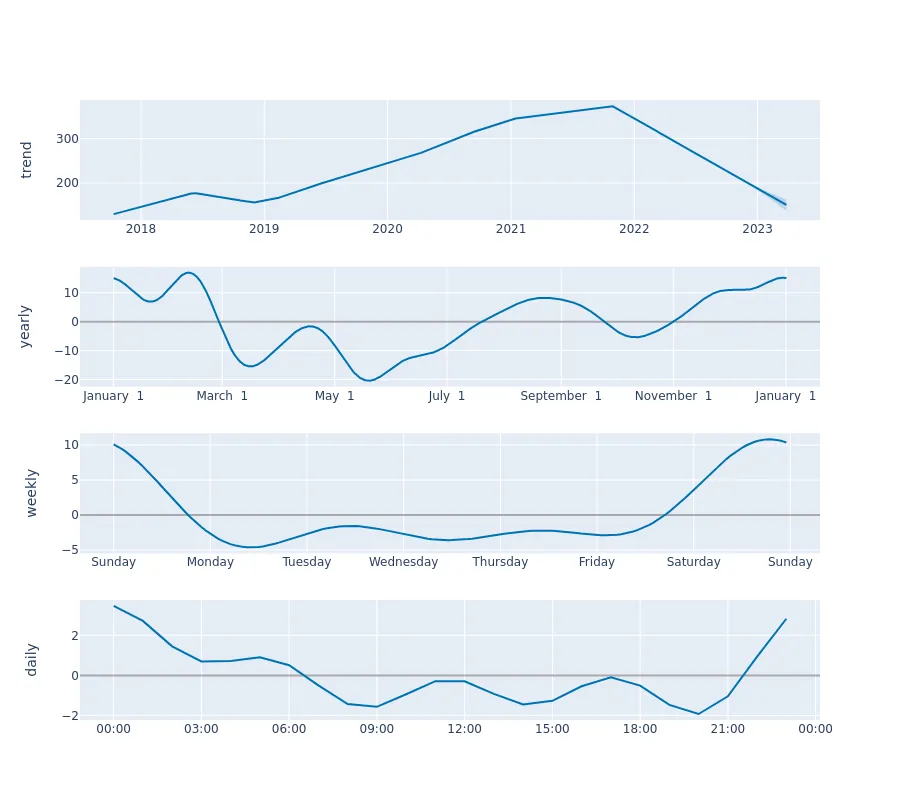 trend
300
200
2018 2019 2020 2021 2022 2023
yearly
10
0
−10
−20
January 1 March 1 May 1 July 1 September 1 November 1 January 1
weekly
10
5
0
−5
Sunday Monday Tuesday Wednesday Thursday Friday Saturday Sunday
daily
2
0
−2
00:00 03:00 06:00 09:00 12:00 15:00 18:00 21:00 00:00